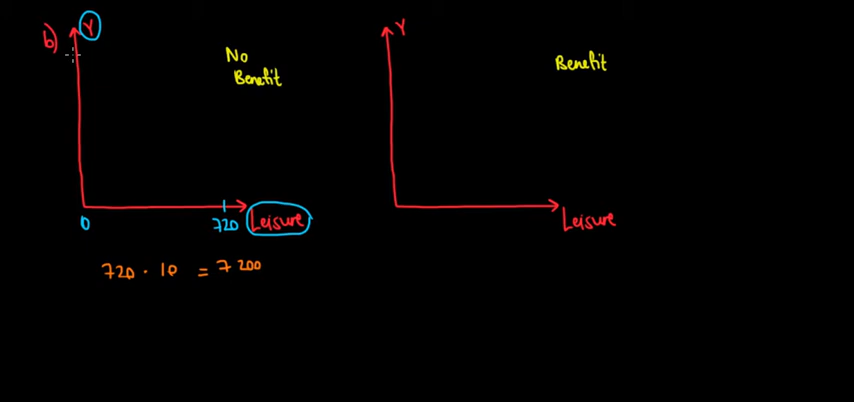 b)
Y
No
Benefit
0
720
Leisure
720 · 10 = 7200
Y
Benefit
Leisure